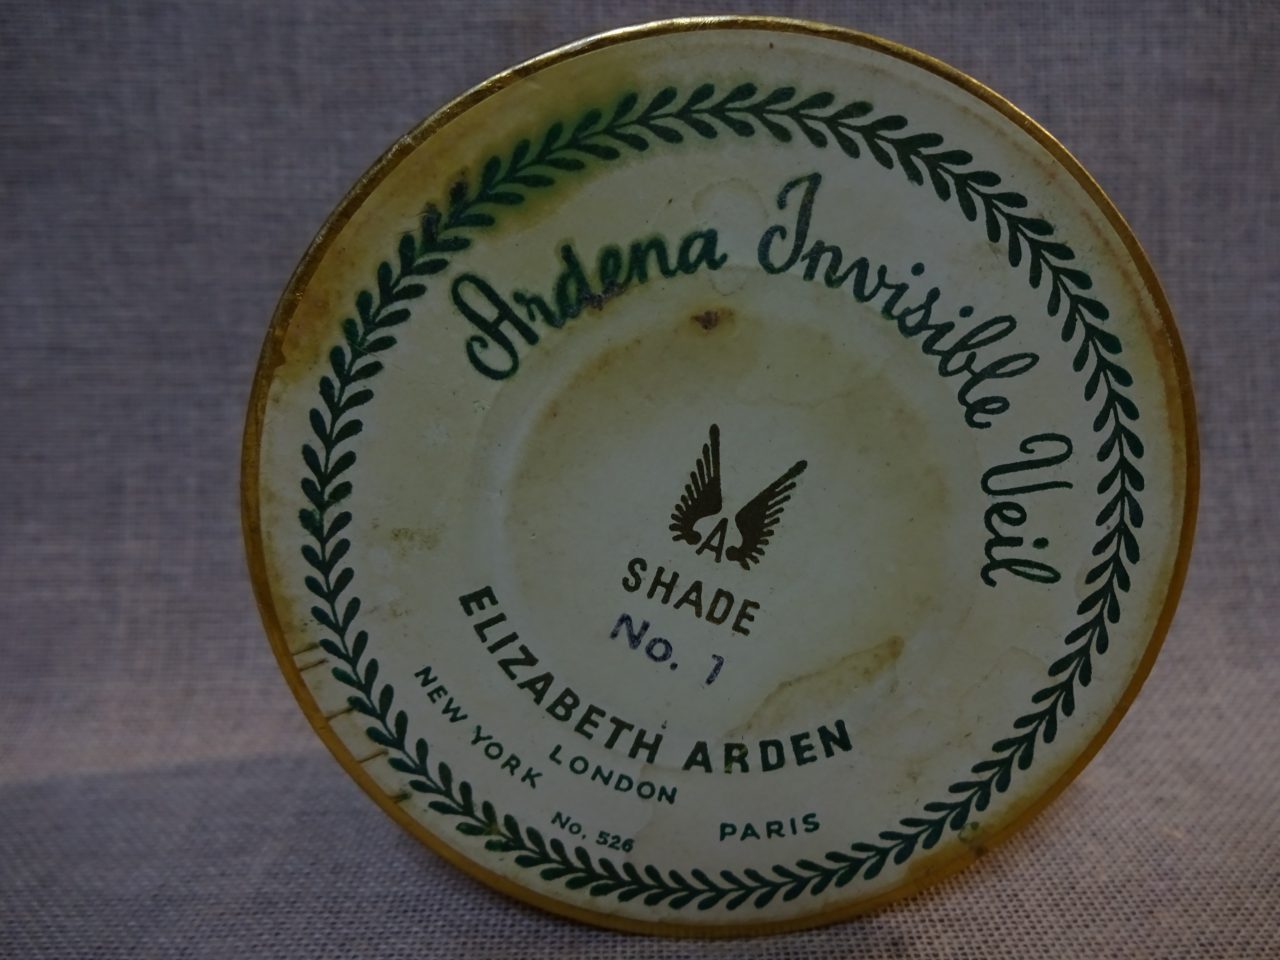 Ardena Invisible Veil
A
SHADE
No. 1
ELIZABETH ARDEN
NEW YORK LONDON PARIS
No. 526